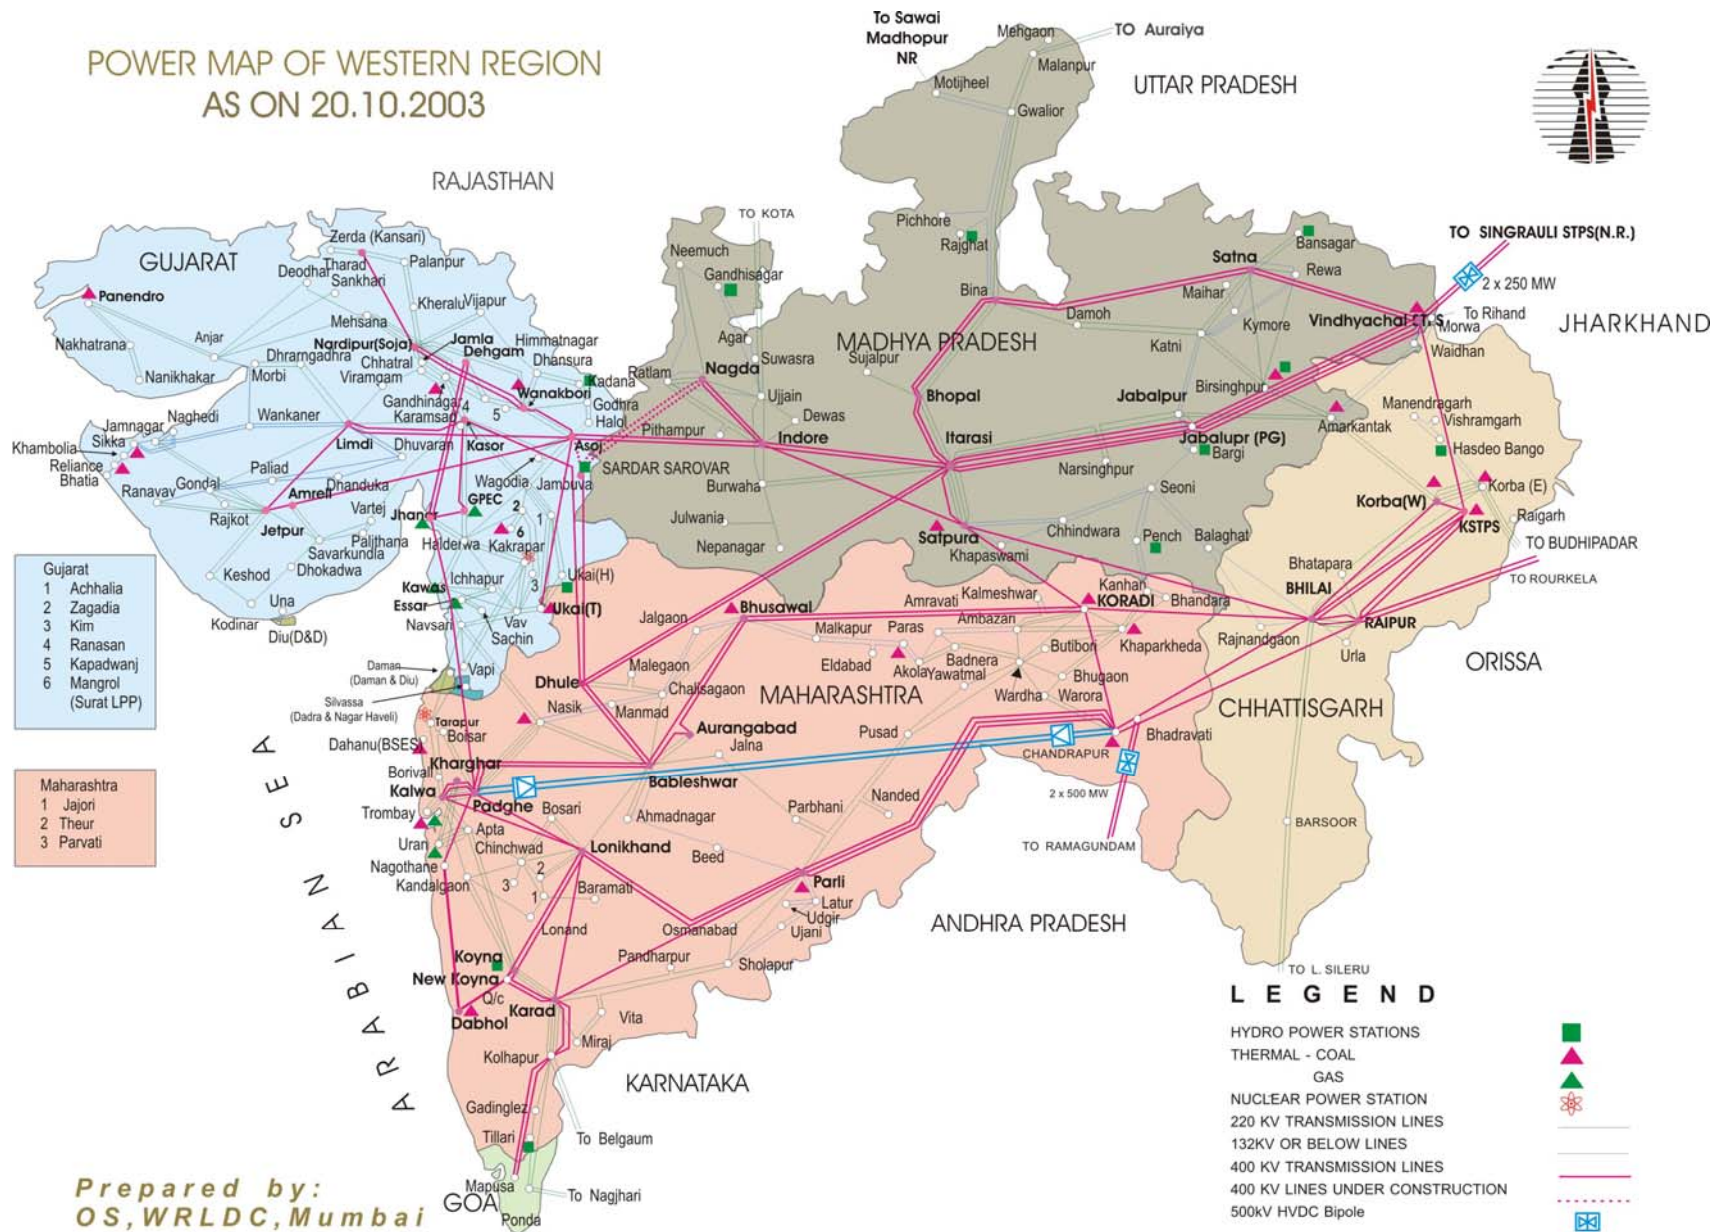 POWER MAP OF WESTERN REGION
AS ON 20.10.2003
To Sawai
Madhopur
NR
Mehgaon
TO Auraiya
Malanpur
Motijheel
Gwalior
UTTAR PRADESH
RAJASTHAN
TO KOTA
Pichhore
Rajghat
Bansagar
TO SINGRAULI STPS(N.R.)
Zerda (Kansari)
Tharad
Palanpur
GUJARAT
Deodhar
Sankhari
Neemuch
Gandhisagar
Satna
Rewa
2 x 250 MW
Panendro
Kheralu
Vijapur
Bina
Maihar
To Rihand
Mehsana
Damoh
Kymore
Vindhyachal
Morwa
JHARKHAND
Anjar
Nakhatrana
Nardipur(Soja)
Jamla
Himmatnagar
Agar
MADHYA PRADESH
Katni
Waidhan
Dhrarngadhra
Chhatral
Dehgam
Dhansura
Suwasra
Sujalpur
Nanikhakar
Morbi
Viramgam
Wanakbori
Kadana
Ratlam
Nagda
Birsinghpur
Gandhinagar
Godhra
Ujjain
Bhopal
Jabalpur
Manendragarh
Jamnagar
Naghedi
Wankaner
Karamsad
4
5
Halol
Dewas
Vishramgarh
Sikka
Pithampur
Indore
Itarasi
Amarkantak
Khambolia
Limdi
Dhuvaran
Kasor
Asoj
Jabalupr (PG)
Bargi
Hasdeo Bango
Reliance
Bhatia
Paliad
SARDAR SAROVAR
Narsinghpur
Ranavav
Gondal
Dhanduka
Wagodia
Jambuva
Burwaha
Seoni
Korba (E)
Amreli
GPEC
Korba(W)
Rajkot
Vartej
Jhanor
2
1
Julwania
KSTPS
Raigarh
Jetpur
Palithana
Halderwa
6
Satpura
Chhindwara
Pench
Balaghat
Savarkundla
Kakrapar
Nepanagar
Khapaswami
TO BUDHIPADAR
Keshod
Dhokadwa
Ichhapur
3
Ukai(H)
Bhatapara
Kawas
Kanhan
BHILAI
TO ROURKELA
Una
Essar
Ukai(T)
Kalmeshwar
KORADI
Bhandara
Kodinar
Navsari
Vav
Jalgaon
Bhusawal
Amravati
Ambazari
RAIPUR
Diu(D&D)
Sachin
Malkapur
Paras
Khaparkheda
Rajnandgaon
Eldabad
Badnera
Butibori
Urla
Daman
(Daman & Diu)
Vapi
Malegaon
Akola
Yawatmal
Bhugaon
ORISSA
Dhule
Chalisagaon
MAHARASHTRA
Wardha
Warora
Silvassa
(Dadra & Nagar Haveli)
Nasik
Manmad
CHHATTISGARH
Tarapur
Boisar
Aurangabad
Pusad
Bhadravati
Dahanu(BSES)
Jalna
CHANDRAPUR
Kharghar
Borivali
Bableshwar
Kalwa
Padghe
2 x 500 MW
Bosari
Ahmadnagar
Parbhani
Nanded
Trombay
Apta
BARSOOR
Uran
Chinchwad
Lonikhand
TO RAMAGUNDAM
Beed
Nagothane
Kandalgaon
2
3
1
Baramati
Parli
Latur
Udgir
Lonand
Osmanabad
Ujani
ANDHRA PRADESH
Koyna
Pandharpur
Sholapur
TO L. SILERU
New Koyna
Q/c
Karad
Dabhol
Vita
Miraj
Kolhapur
KARNATAKA
Gadinglez
Tillari
To Belgaum
Mapusa
To Nagjhari
GOA
Ponda
ARABIAN SEA
Gujarat
1 Achhalia
2 Zagadia
3 Kim
4 Ranasan
5 Kapadwanj
6 Mangrol
(Surat LPP)
Maharashtra
1 Jajori
2 Theur
3 Parvati
LEGEND
HYDRO POWER STATIONS
THERMAL - COAL
GAS
NUCLEAR POWER STATION
220 KV TRANSMISSION LINES
132KV OR BELOW LINES
400 KV TRANSMISSION LINES
400 KV LINES UNDER CONSTRUCTION
500kV HVDC Bipole
Prepared by:
OS,WRLDC,Mumbai